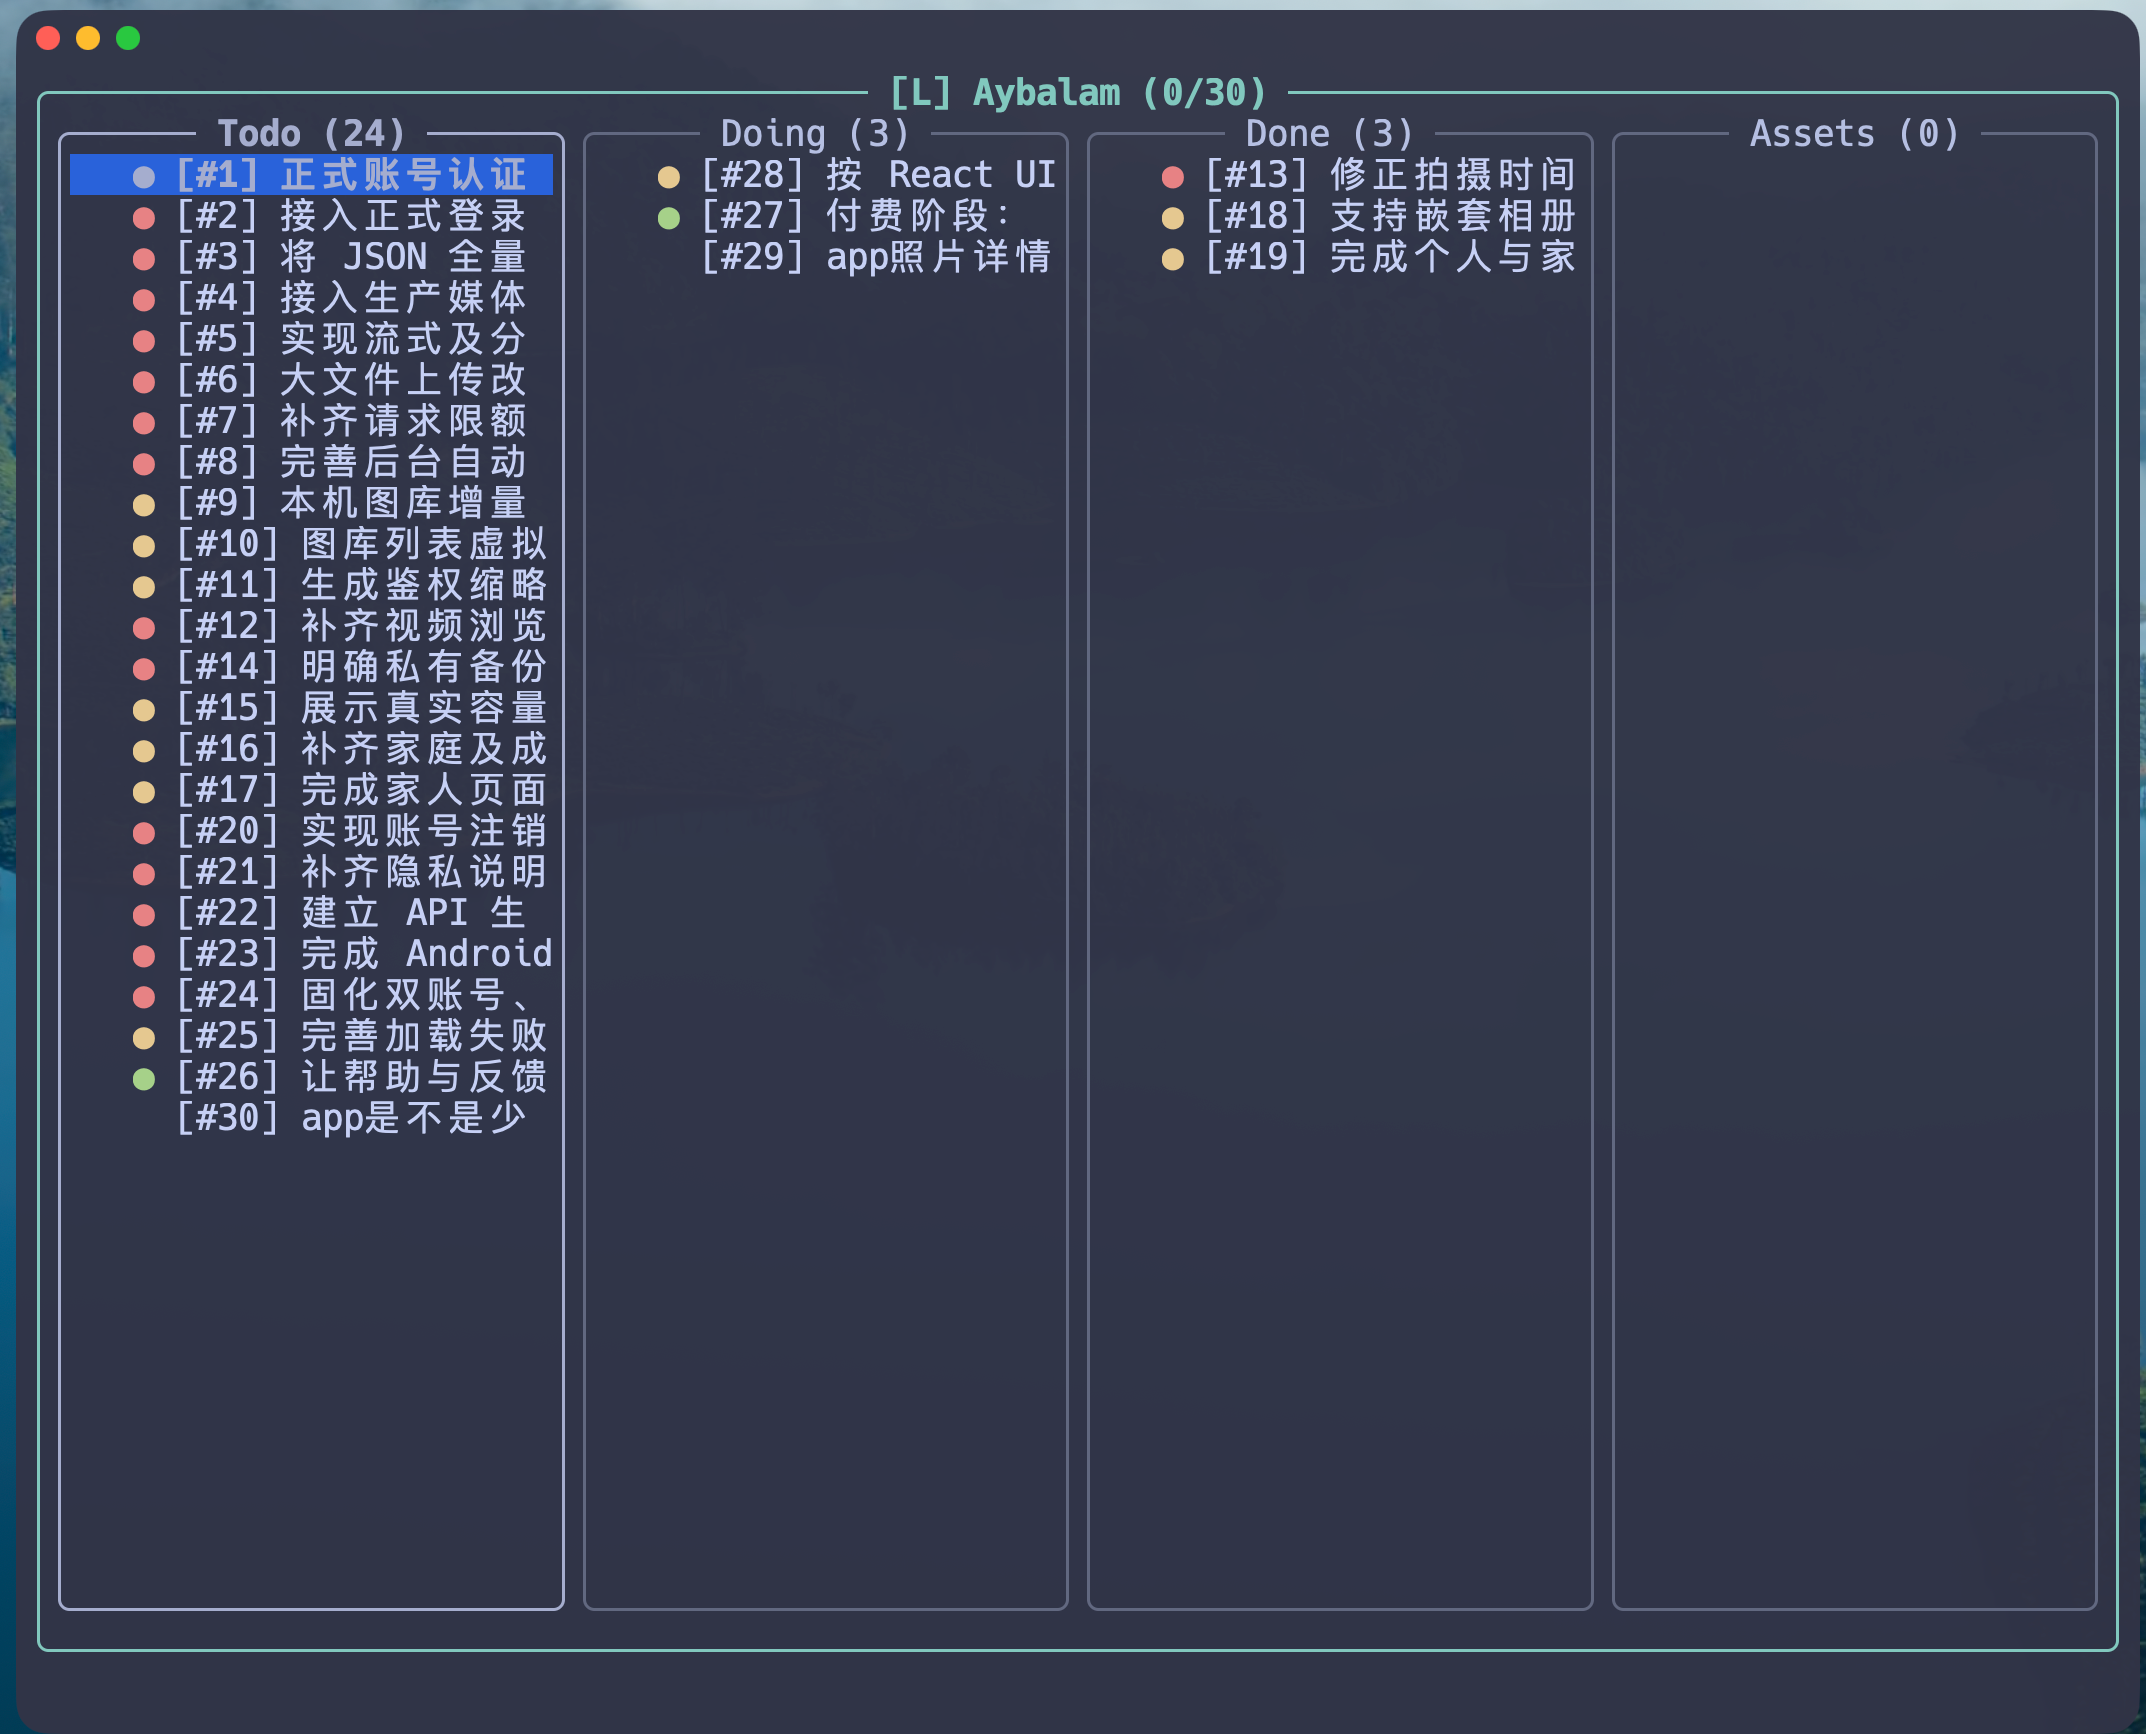 [L] Aybalam (0/30)
Todo (24)
[#1] 正式账号认证
[#2] 接入正式登录
[#3] 将 JSON 全量
[#4] 接入生产媒体
[#5] 实现流式及分
[#6] 大文件上传改
[#7] 补齐请求限额
[#8] 完善后台自动
[#9] 本机图库增量
[#10] 图库列表虚拟
[#11] 生成鉴权缩略
[#12] 补齐视频浏览
[#14] 明确私有备份
[#15] 展示真实容量
[#16] 补齐家庭及成
[#17] 完成家人页面
[#20] 实现账号注销
[#21] 补齐隐私说明
[#22] 建立 API 生
[#23] 完成 Android
[#24] 固化双账号、
[#25] 完善加载失败
[#26] 让帮助与反馈
[#30] app是不是少
Doing (3)
[#28] 按 React UI
[#27] 付费阶段：
[#29] app照片详情
Done (3)
[#13] 修正拍摄时间
[#18] 支持嵌套相册
[#19] 完成个人与家
Assets (0)